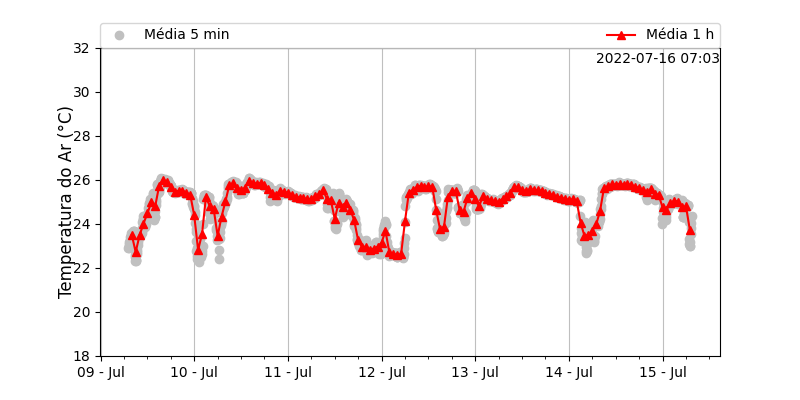 Média 5 min
Média 1 h
2022-07-16 07:03
Temperatura do Ar (°C)
32
30
28
26
24
22
20
18
09 - Jul
10 - Jul
11 - Jul
12 - Jul
13 - Jul
14 - Jul
15 - Jul